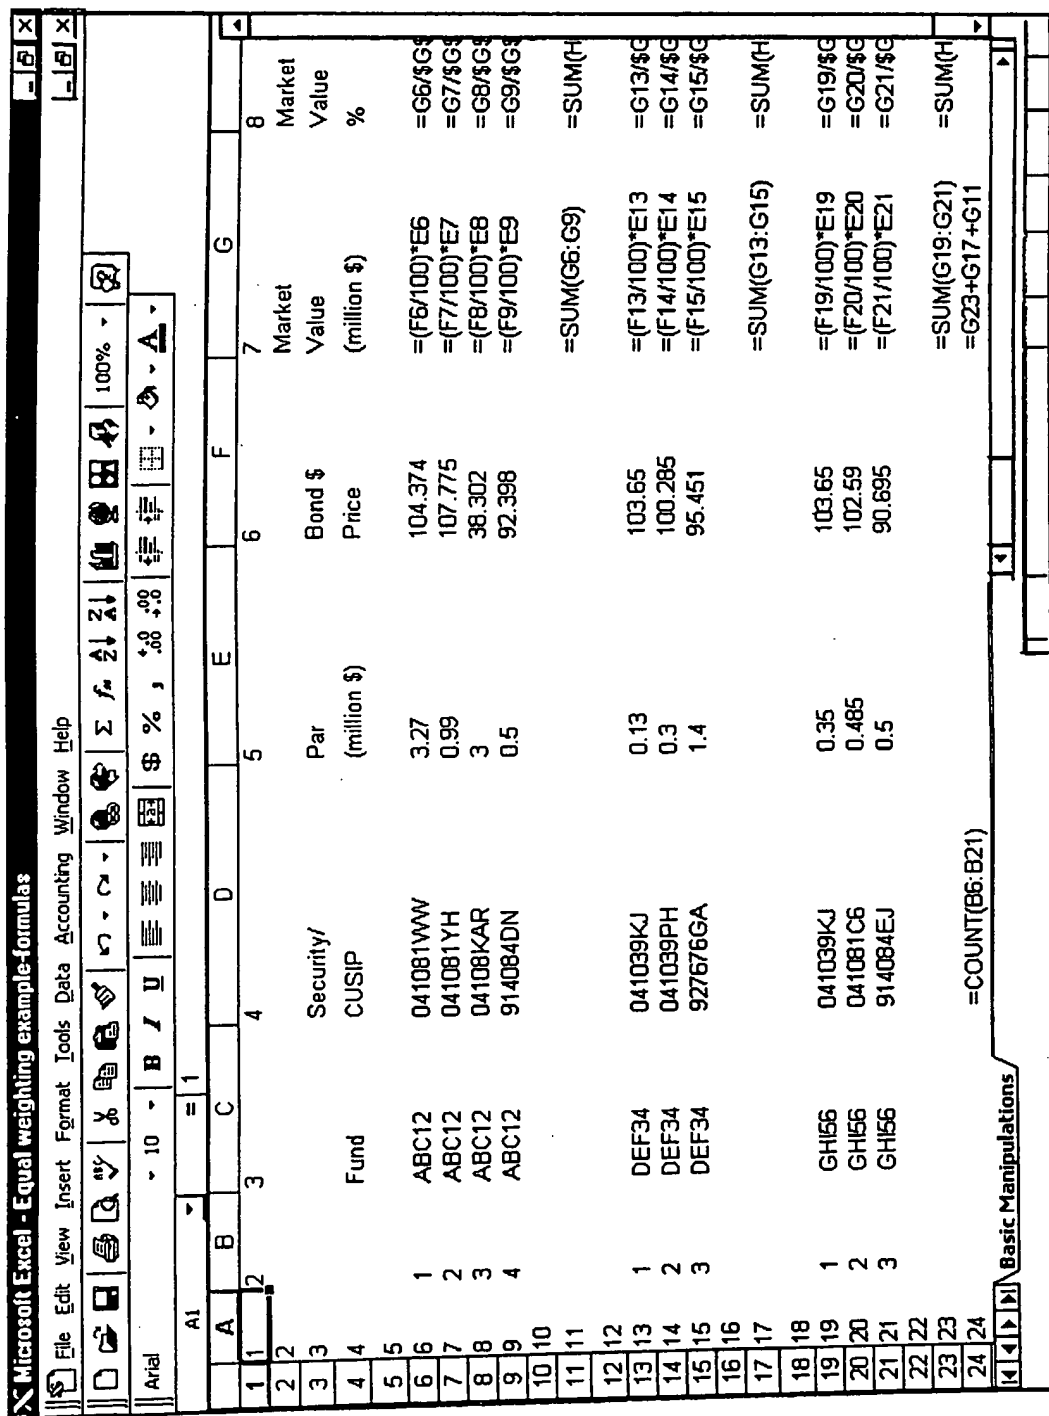 Microsoft Excel - Equal weighting example-formulas
File Edit View Insert Format Tools Data Accounting Window Help
100%
Arial 10 B I U $ % ,
A1 = 1
A B C D E F G
1 1 2 3 4 5 6 7 8
2 2 Market Market
3 3 Security/ Par Bond $ Value Value
4 4 Fund CUSIP (million $) Price (million $) %
5 5
6 6 1 ABC12 041081WW 3.27 104.374 =(F6/100)*E6 =G6/$G$
7 7 2 ABC12 041081YH 0.99 107.775 =(F7/100)*E7 =G7/$G$
8 8 3 ABC12 04108KAR 3 38.302 =(F8/100)*E8 =G8/$G$
9 9 4 ABC12 914084DN 0.5 92.398 =(F9/100)*E9 =G9/$G$
10 10
11 11 =SUM(G6:G9) =SUM(H
12 12
13 13 1 DEF34 041039KJ 0.13 103.65 =(F13/100)*E13 =G13/$G
14 14 2 DEF34 041039PH 0.3 100.285 =(F14/100)*E14 =G14/$G
15 15 3 DEF34 927676GA 1.4 95.451 =(F15/100)*E15 =G15/$G
16 16
17 17 =SUM(G13:G15) =SUM(H
18 18
19 19 1 GHI56 041039KJ 0.35 103.65 =(F19/100)*E19 =G19/$G
20 20 2 GHI56 041081C6 0.485 102.59 =(F20/100)*E20 =G20/$G
21 21 3 GHI56 914084EJ 0.5 90.695 =(F21/100)*E21 =G21/$G
22 22
23 23 =SUM(G19:G21) =SUM(H
24 24 =COUNT(B6:B21) =G23+G17+G11
Basic Manipulations